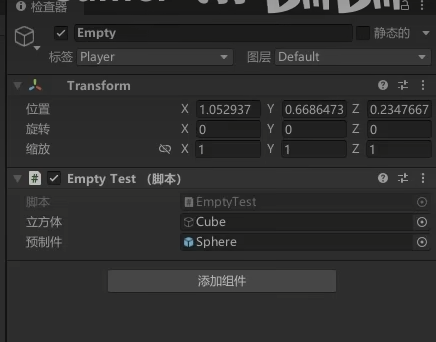 检查器
Empty
静态的
标签 Player 图层 Default
Transform
位置 X 1.052937 Y 0.6686473 Z 0.2347667
旋转 X 0 Y 0 Z 0
缩放 X 1 Y 1 Z 1
# Empty Test （脚本）
脚本 # EmptyTest
立方体 Cube
预制件 Sphere
添加组件